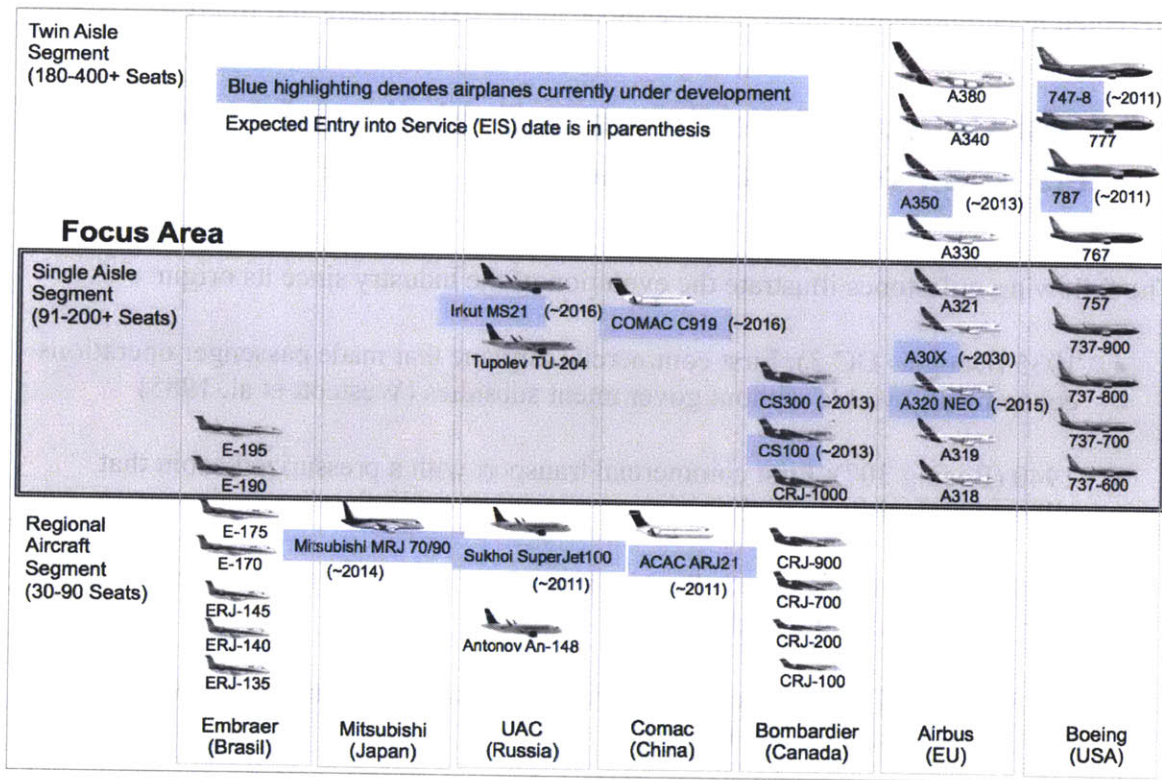 Twin Aisle
Segment
(180-400+ Seats)
Blue highlighting denotes airplanes currently under development
Expected Entry into Service (EIS) date is in parenthesis
A380
747-8 (~2011)
A340
777
A350 (~2013)
787 (~2011)
A330
767
Focus Area
Single Aisle
Segment
(91-200+ Seats)
Irkut MS21 (~2016)
COMAC C919 (~2016)
A321
757
Tupolev TU-204
A30X (~2030)
737-900
CS300 (~2013)
A320 NEO (~2015)
737-800
E-195
CS100 (~2013)
A319
737-700
E-190
CRJ-1000
A318
737-600
Regional
Aircraft
Segment
(30-90 Seats)
E-175
E-170
Mitsubishi MRJ 70/90
(~2014)
Sukhoi SuperJet100
(~2011)
ACAC ARJ21
(~2011)
CRJ-900
ERJ-145
CRJ-700
ERJ-140
Antonov An-148
CRJ-200
ERJ-135
CRJ-100
Embraer
(Brasil)
Mitsubishi
(Japan)
UAC
(Russia)
Comac
(China)
Bombardier
(Canada)
Airbus
(EU)
Boeing
(USA)